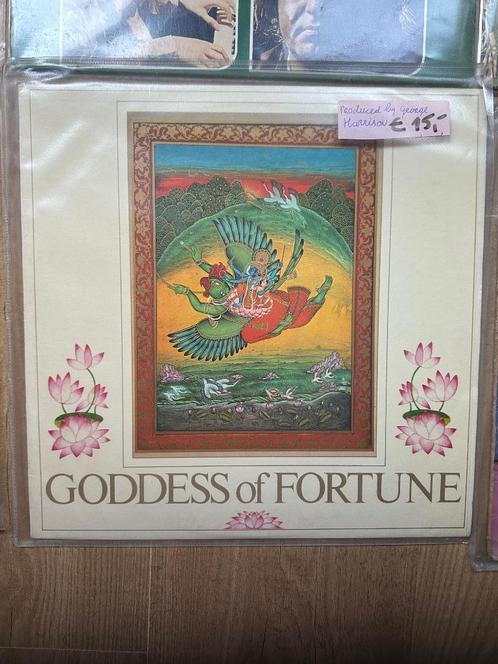 Produced by George
Harrison € 15,-
GODDESS of FORTUNE